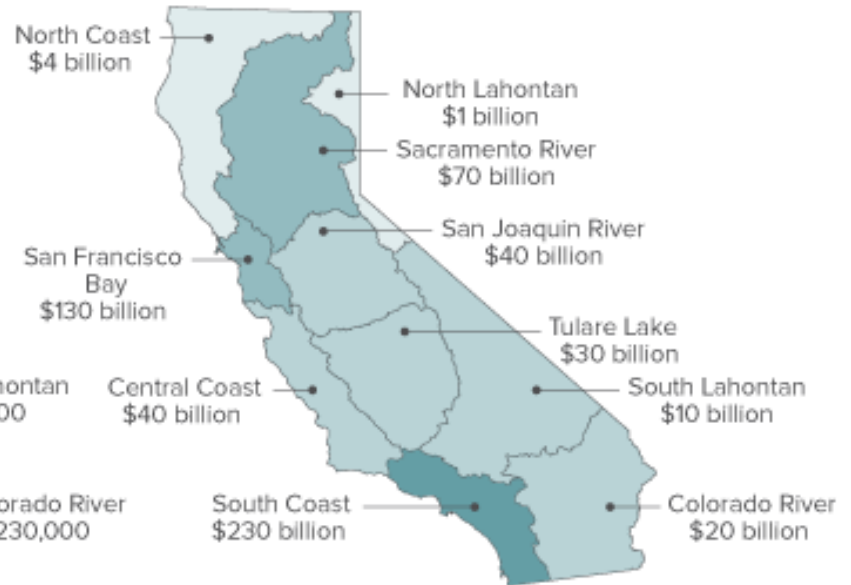 North Coast
$4 billion
North Lahontan
$1 billion
Sacramento River
$70 billion
San Joaquin River
$40 billion
San Francisco
Bay
$130 billion
Tulare Lake
$30 billion
Central Coast
$40 billion
South Lahontan
$10 billion
South Coast
$230 billion
Colorado River
$20 billion
230,000